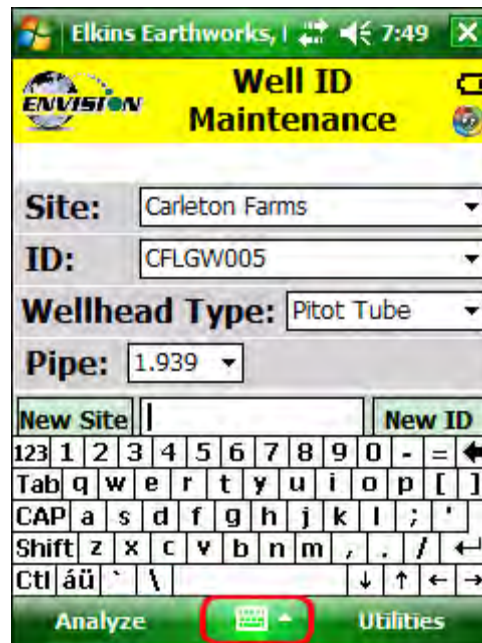 Elkins Earthworks, l 7:49
ENVISION
Well ID
Maintenance
Site: Carleton Farms
ID: CFLGW005
Wellhead Type: Pitot Tube
Pipe: 1.939
New Site New ID
123 1 2 3 4 5 6 7 8 9 0 - =
Tab q w e r t y u i o p [ ]
CAP a s d f g h j k l ; '
Shift z x c v b n m , . /
Ctl áü ` \ ↓ ↑ ← →
Analyze Utilities